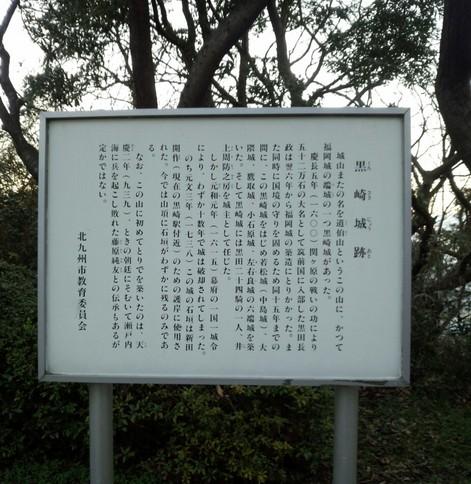 黒崎城跡
くろさきじょうあと
城山またの名を道伯山というこの山に、かつて
福岡城の端城の一つ黒崎城があった。
慶長五年(一六〇〇)関ヶ原の戦いの功により
五十二万石の大名として筑前国に入部した黒田長
政は翌六年から福岡城の築造にとりかかった。ま
た同時に国境の守りを固めるため同十五年までの
間に、この黒崎城をはじめ若松城(中島城)、大
隈城、鷹取城、小石原城、左右良城の六端城を築
いた。そして黒崎城には黒田二十四騎の一人、井
上周防之房を城主として任じた。
しかし元和元年(一六一五)幕府の一国一城令
により、わずか十数年で城は破却されてしまった。
のち元文三年(一七三八)この城の石垣は新田
開作(現在の黒崎駅付近)のための護岸に使用さ
れた。今では山頂に石垣がわずかに残るのみであ
る。
なお、この山に初めてとりでを築いたのは、天
慶二年(九三九)、ときの朝廷にそむいて瀬戸内
海に兵を起こし敗れた藤原純友との伝承もあるが
定かではない。
北九州市教育委員会